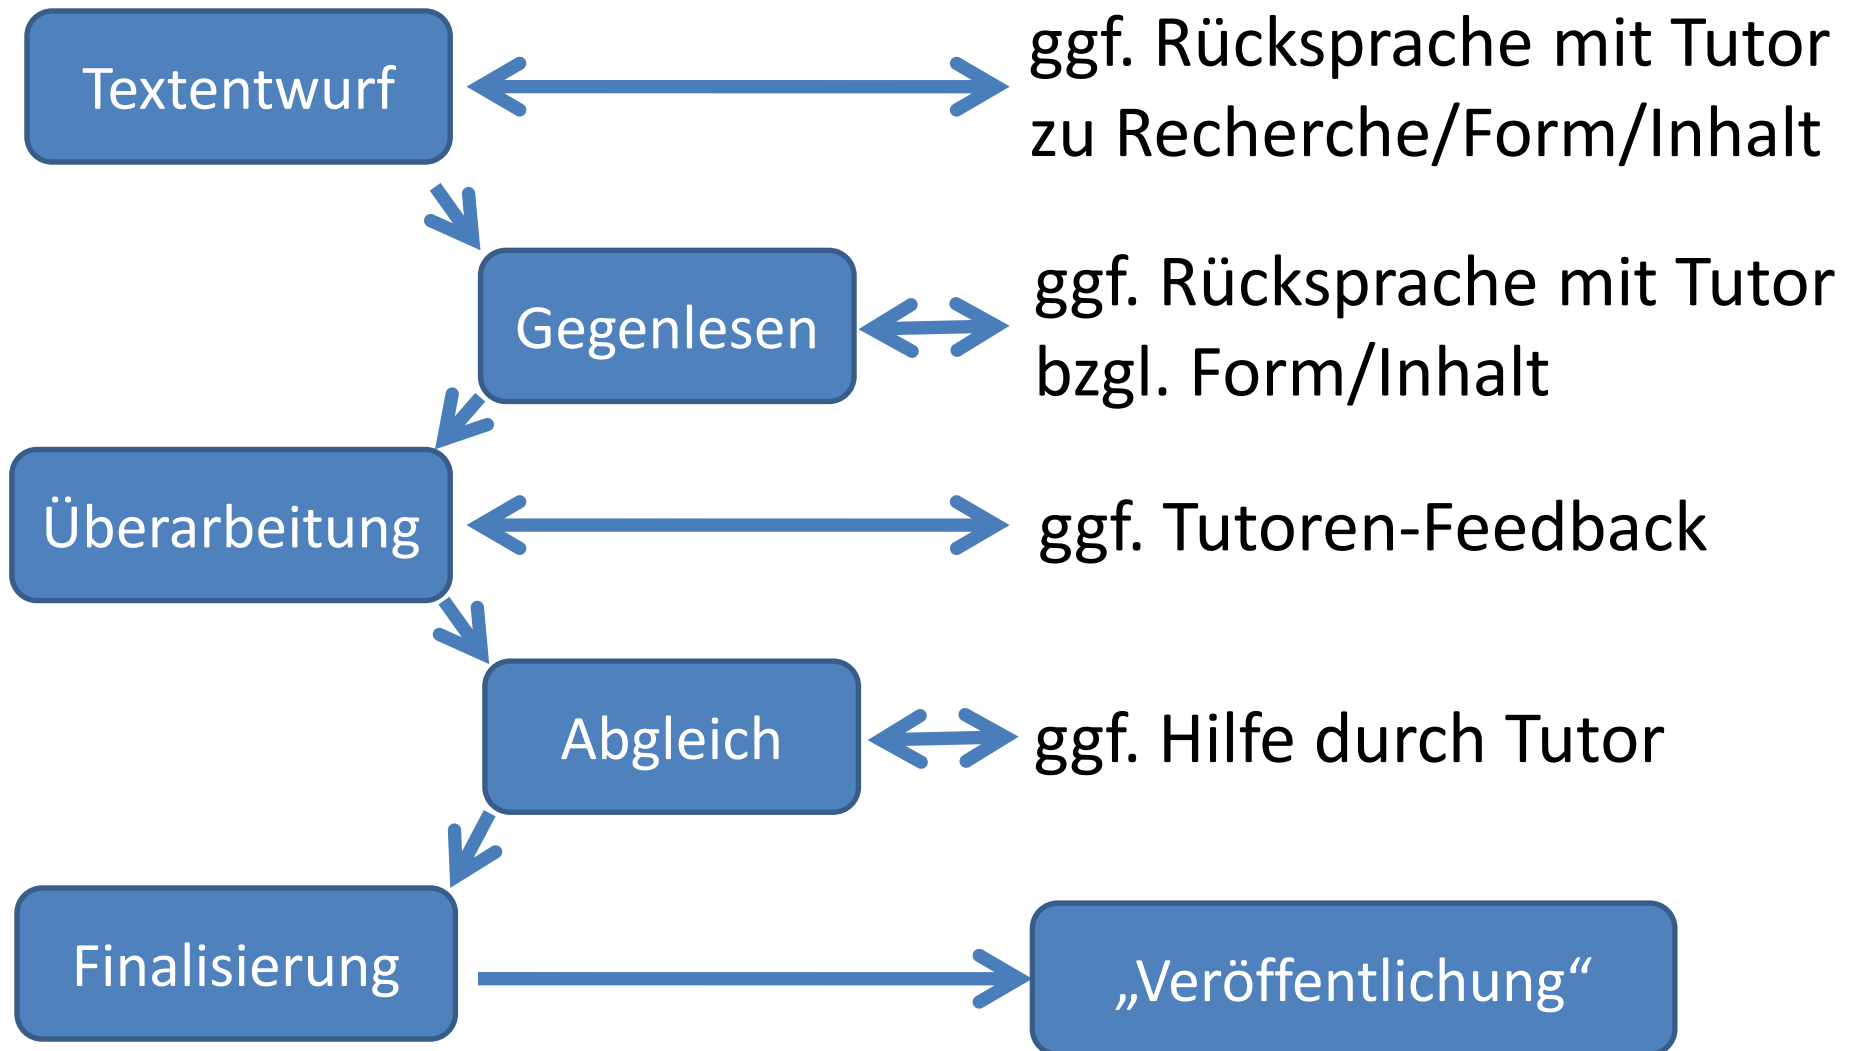 Textentwurf
ggf. Rücksprache mit Tutor
zu Recherche/Form/Inhalt
Gegenlesen
ggf. Rücksprache mit Tutor
bzgl. Form/Inhalt
Überarbeitung
ggf. Tutoren-Feedback
Abgleich
ggf. Hilfe durch Tutor
Finalisierung
„Veröffentlichung“